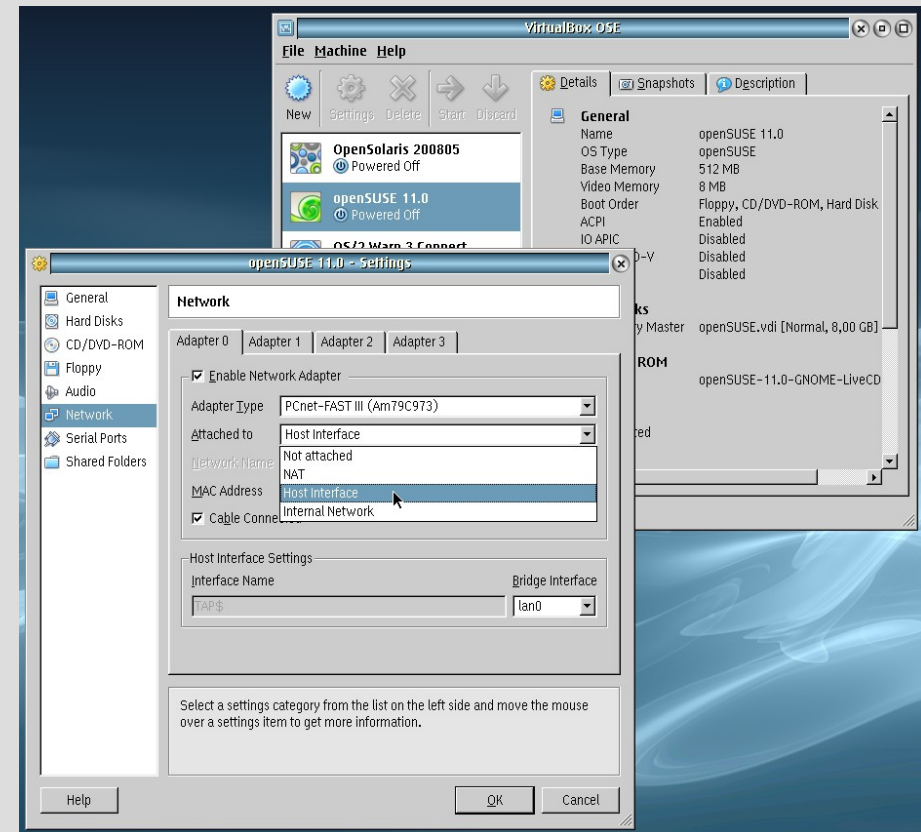 VirtualBox OSE
File Machine Help
New Settings Delete Start Discard
Details Snapshots Description
OpenSolaris 200805
Powered Off
openSUSE 11.0
Powered Off
OS/2 Warp 3 Connect
General
Name openSUSE 11.0
OS Type openSUSE
Base Memory 512 MB
Video Memory 8 MB
Boot Order Floppy, CD/DVD-ROM, Hard Disk
ACPI Enabled
IO APIC Disabled
D-V Disabled
Disabled
ks
y Master openSUSE.vdi [Normal, 8,00 GB]
ROM
openSUSE-11.0-GNOME-LiveCD
openSUSE 11.0 - Settings
General
Hard Disks
CD/DVD-ROM
Floppy
Audio
Network
Serial Ports
Shared Folders
Network
Adapter 0 Adapter 1 Adapter 2 Adapter 3
Enable Network Adapter
Adapter Type PCnet-FAST III (Am79C973)
Attached to Host Interface
Not attached
Network Name NAT
MAC Address Host Interface
Internal Network
Cable Connected
Host Interface Settings
Interface Name Bridge Interface
TAP$ lan0
Select a settings category from the list on the left side and move the mouse
over a settings item to get more information.
Help OK Cancel